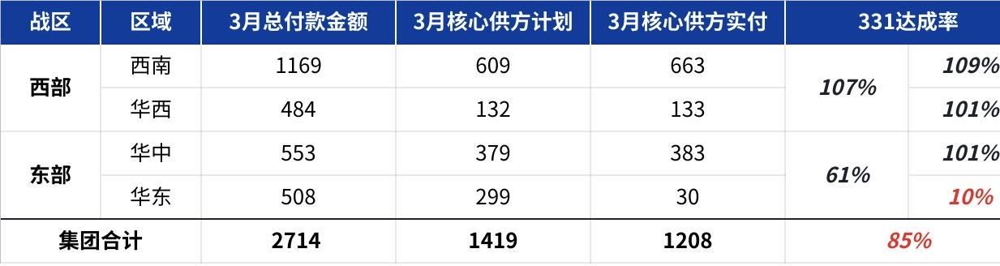 战区 区域 3月总付款金额 3月核心供方计划 3月核心供方实付 331达成率
西部 西南 1169 609 663 107% 109%
华西 484 132 133 101%
东部 华中 553 379 383 61% 101%
华东 508 299 30 10%
集团合计 2714 1419 1208 85%